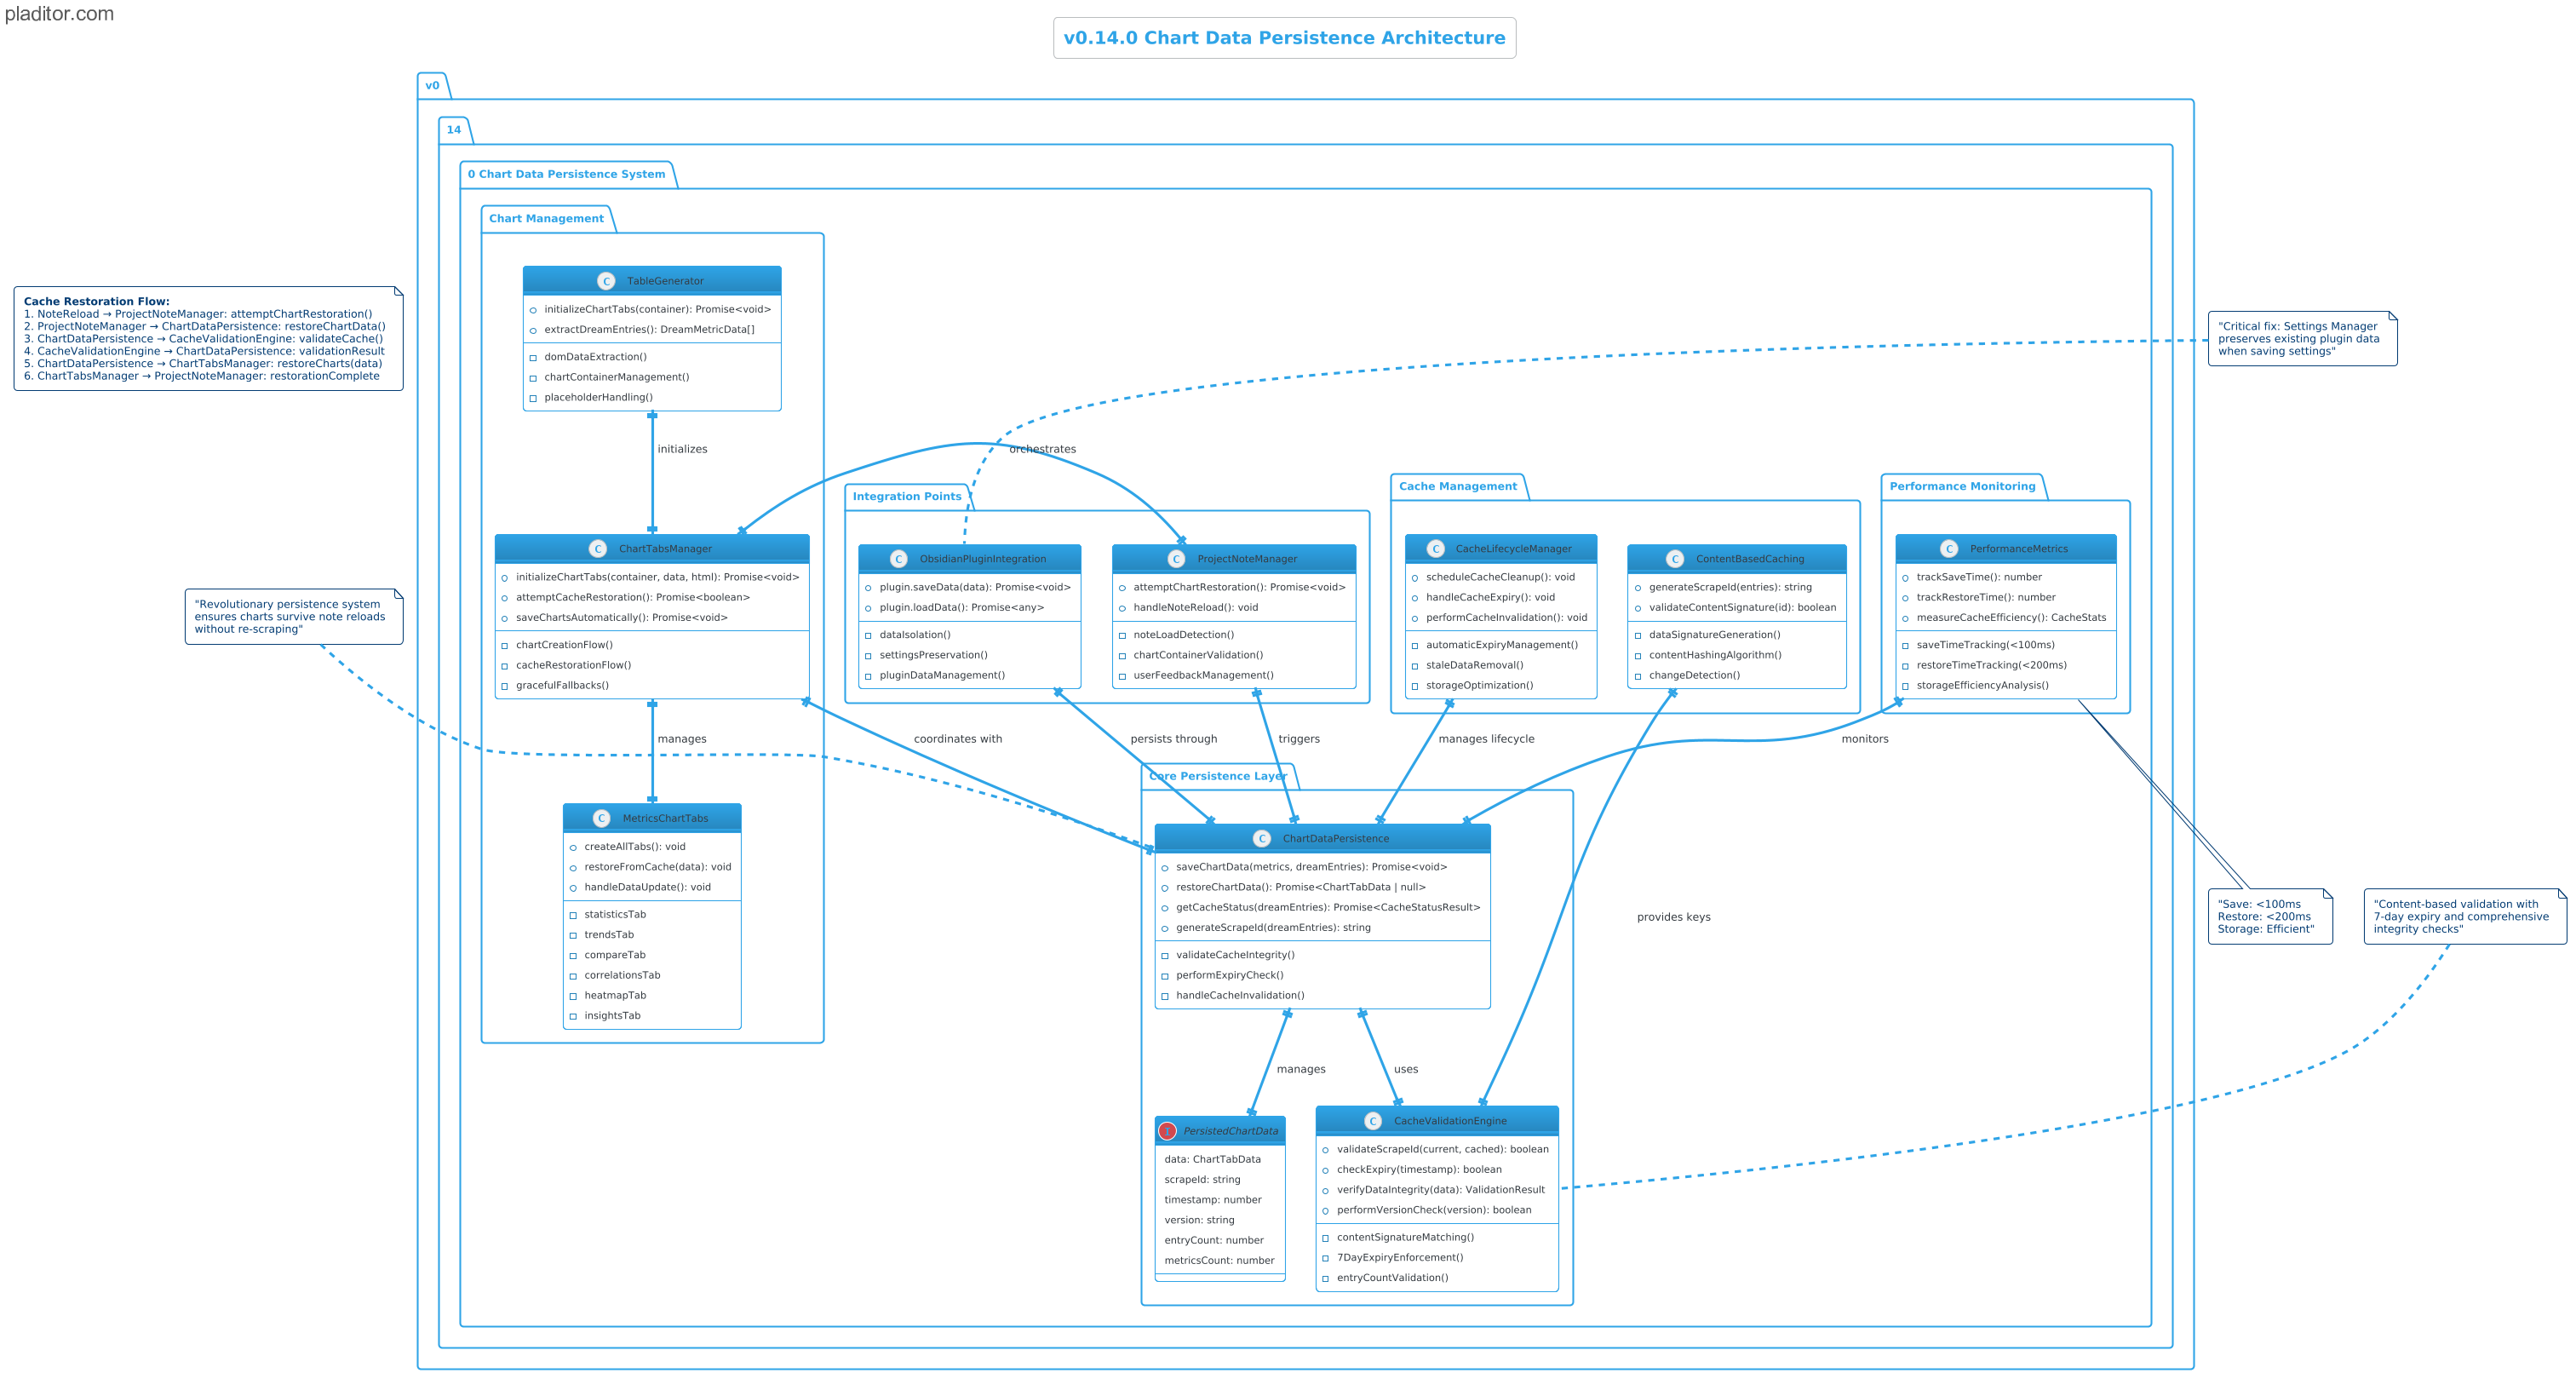 pladitor.com
v0.14.0 Chart Data Persistence Architecture
v0
14
0 Chart Data Persistence System
Chart Management
C TableGenerator
initializeChartTabs(container): Promise<void>
extractDreamEntries(): DreamMetricData[]
domDataExtraction()
chartContainerManagement()
placeholderHandling()
Cache Restoration Flow:
1. NoteReload → ProjectNoteManager: attemptChartRestoration()
2. ProjectNoteManager → ChartDataPersistence: restoreChartData()
3. ChartDataPersistence → CacheValidationEngine: validateCache()
4. CacheValidationEngine → ChartDataPersistence: validationResult
5. ChartDataPersistence → ChartTabsManager: restoreCharts(data)
6. ChartTabsManager → ProjectNoteManager: restorationComplete
"Critical fix: Settings Manager
preserves existing plugin data
when saving settings"
initializes
orchestrates
Integration Points
Cache Management
Performance Monitoring
C ChartTabsManager
initializeChartTabs(container, data, html): Promise<void>
attemptCacheRestoration(): Promise<boolean>
saveChartsAutomatically(): Promise<void>
chartCreationFlow()
cacheRestorationFlow()
gracefulFallbacks()
C ObsidianPluginIntegration
plugin.saveData(data): Promise<void>
plugin.loadData(): Promise<any>
dataIsolation()
settingsPreservation()
pluginDataManagement()
C ProjectNoteManager
attemptChartRestoration(): Promise<void>
handleNoteReload(): void
noteLoadDetection()
chartContainerValidation()
userFeedbackManagement()
C CacheLifecycleManager
scheduleCacheCleanup(): void
handleCacheExpiry(): void
performCacheInvalidation(): void
automaticExpiryManagement()
staleDataRemoval()
storageOptimization()
C ContentBasedCaching
generateScrapeId(entries): string
validateContentSignature(id): boolean
dataSignatureGeneration()
contentHashingAlgorithm()
changeDetection()
C PerformanceMetrics
trackSaveTime(): number
trackRestoreTime(): number
measureCacheEfficiency(): CacheStats
saveTimeTracking(<100ms)
restoreTimeTracking(<200ms)
storageEfficiencyAnalysis()
"Revolutionary persistence system
ensures charts survive note reloads
without re-scraping"
manages
coordinates with
persists through
triggers
manages lifecycle
monitors
Core Persistence Layer
C MetricsChartTabs
createAllTabs(): void
restoreFromCache(data): void
handleDataUpdate(): void
statisticsTab
trendsTab
compareTab
correlationsTab
heatmapTab
insightsTab
C ChartDataPersistence
saveChartData(metrics, dreamEntries): Promise<void>
restoreChartData(): Promise<ChartTabData | null>
getCacheStatus(dreamEntries): Promise<CacheStatusResult>
generateScrapeId(dreamEntries): string
validateCacheIntegrity()
performExpiryCheck()
handleCacheInvalidation()
provides keys
"Save: <100ms
Restore: <200ms
Storage: Efficient"
"Content-based validation with
7-day expiry and comprehensive
integrity checks"
manages
uses
I PersistedChartData
data: ChartTabData
scrapeId: string
timestamp: number
version: string
entryCount: number
metricsCount: number
C CacheValidationEngine
validateScrapeId(current, cached): boolean
checkExpiry(timestamp): boolean
verifyDataIntegrity(data): ValidationResult
performVersionCheck(version): boolean
contentSignatureMatching()
7DayExpiryEnforcement()
entryCountValidation()